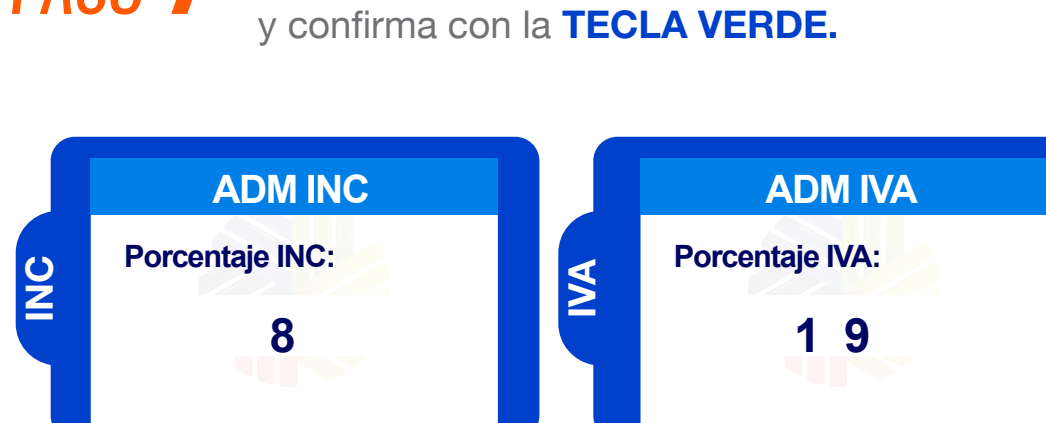 y confirma con la TECLA VERDE.
ADM INC
INC
Porcentaje INC:
8
ADM IVA
IVA
Porcentaje IVA:
1 9